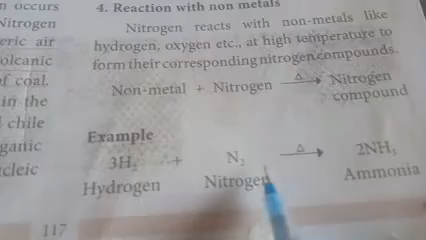 n occurs
Nitrogen
eric air
olcanic
of coal.
in the
chile
ganic
cleic
4. Reaction with non metals
Nitrogen reacts with non-metals like
hydrogen, oxygen etc., at high temperature to
form their corresponding nitrogen compounds.
Non-metal + Nitrogen Δ→ Nitrogen
compound
Example
3H₂ + N₂ Δ→ 2NH₃
Hydrogen Nitrogen Ammonia
117